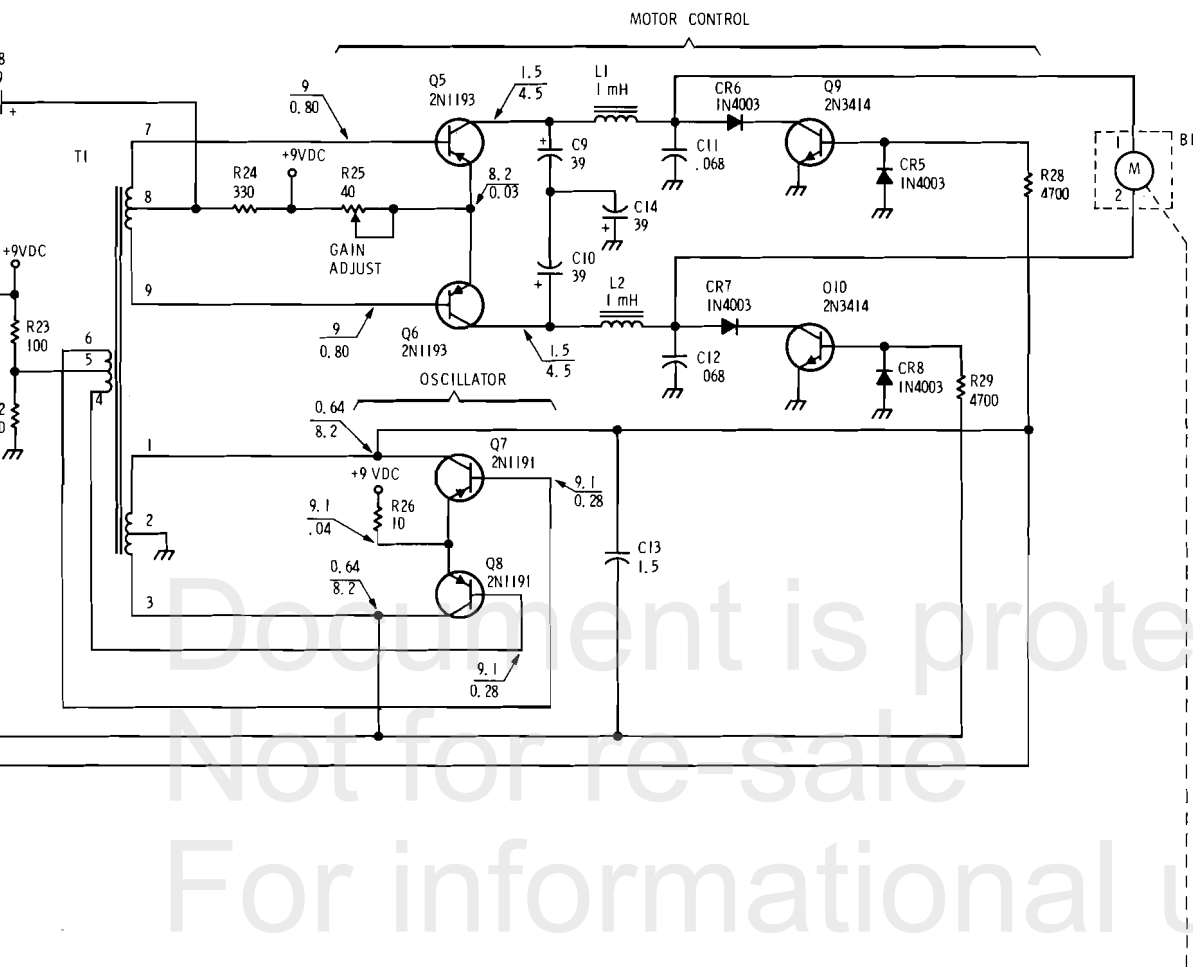 MOTOR CONTROL
8
9
+
7
T1
8
9
9
0.80
+9VDC
R24
330
R25
40
GAIN
ADJUST
Q5
2N1193
1.5
4.5
8.2
0.03
L1
1 mH
+
C9
39
C14
+ 39
C10
39
+
C11
.068
CR6
1N4003
Q9
2N3414
CR5
1N4003
R28
4700
1
M
2
B1
+9VDC
R23
100
6
5
4
9
0.80
Q6
2N1193
1.5
4.5
L2
1 mH
C12
068
CR7
1N4003
Q10
2N3414
CR8
1N4003
R29
4700
OSCILLATOR
0.64
8.2
1
+9 VDC
R26
10
Q7
2N1191
9.1
0.28
9.1
.04
2
0.64
8.2
Q8
2N1191
C13
1.5
3
9.1
0.28
Document is prote
Not for re-sale
For informational u